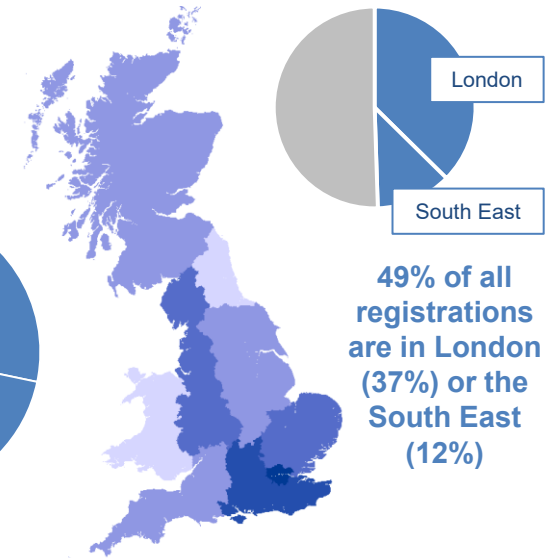 London
South East
49% of all
registrations
are in London
(37%) or the
South East
(12%)